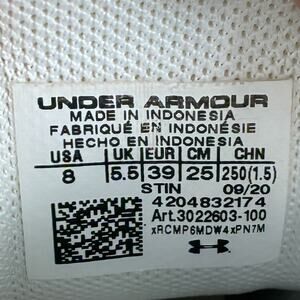 UNDER ARMOUR
MADE IN INDONESIA
FABRIQUÉ EN INDONÉSIE
HECHO EN INDONESIA
USA UK EUR CM CHN
8 5.5 39 25 250(1.5)
STIN 09/20
4204832174
Art.3022603-100
xRCMP6MDW4xPN7M